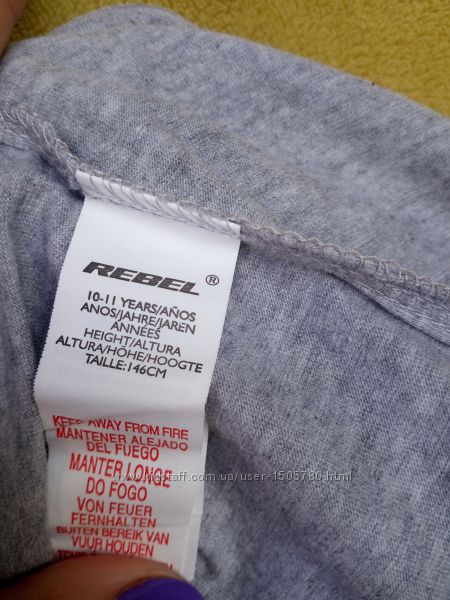 REBEL ®
10-11 YEARS/AÑOS
ANOS/JAHRE/JAREN
ANNÉES
HEIGHT/ALTURA
ALTURA/HÖHE/HOOGTE
TAILLE:146CM
KEEP AWAY FROM FIRE
MANTENER ALEJADO
DEL FUEGO
MANTER LONGE
DO FOGO
VON FEUER
FERNHALTEN
BUITEN BEREIK VAN
VUUR HOUDEN